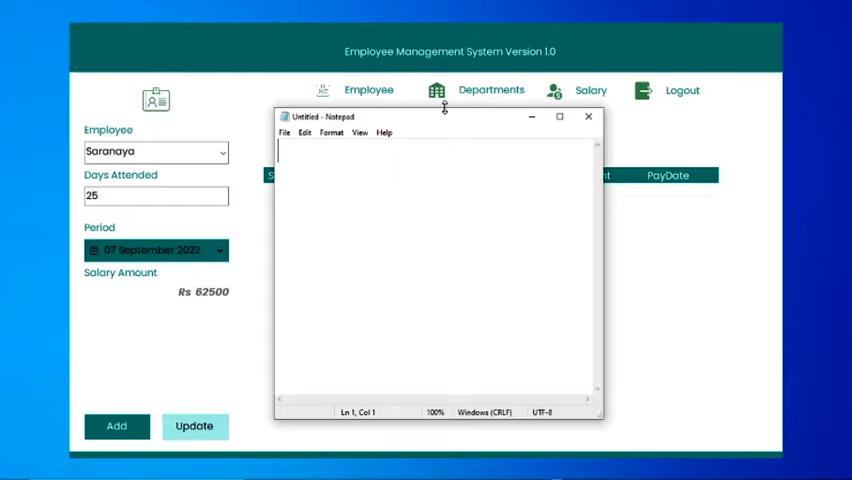 Employee Management System Version 1.0
Employee
Departments
Salary
Logout
Employee
Saranaya
Days Attended
25
Period
07 September 2022
Salary Amount
Rs 62500
Add
Update
PayDate
Untitled - Notepad
File Edit Format View Help
Ln 1, Col 1
100%
Windows (CRLF)
UTF-8